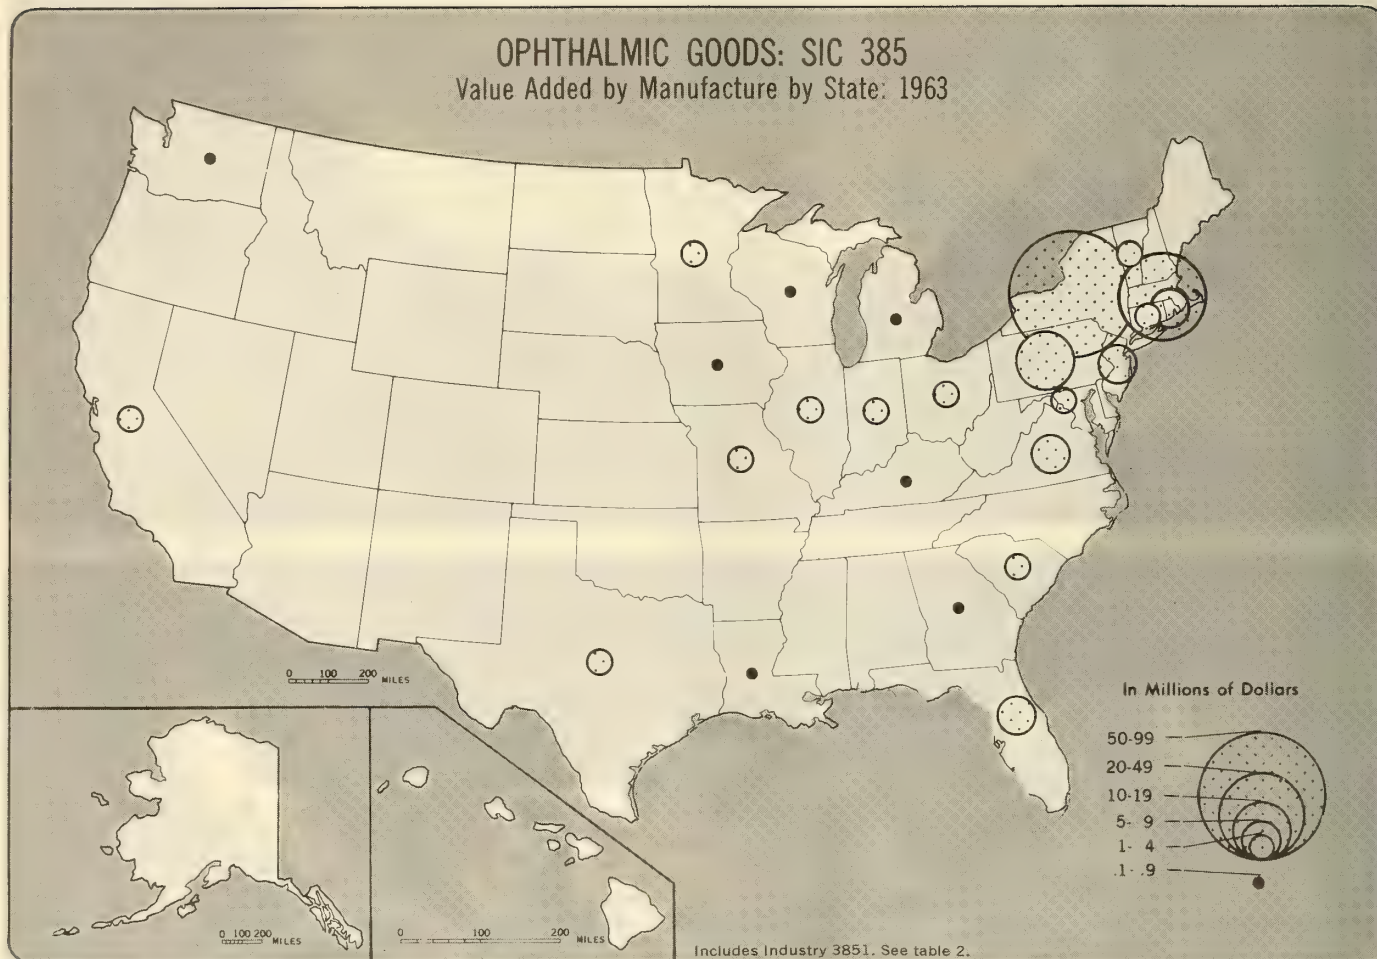 OPHTHALMIC GOODS: SIC 385
Value Added by Manufacture by State: 1963
0 100 200 MILES
In Millions of Dollars
50-99
20-49
10-19
5- 9
1- 4
.1- .9
0 100 200 MILES
0 100 200 MILES
Includes Industry 3851. See table 2.